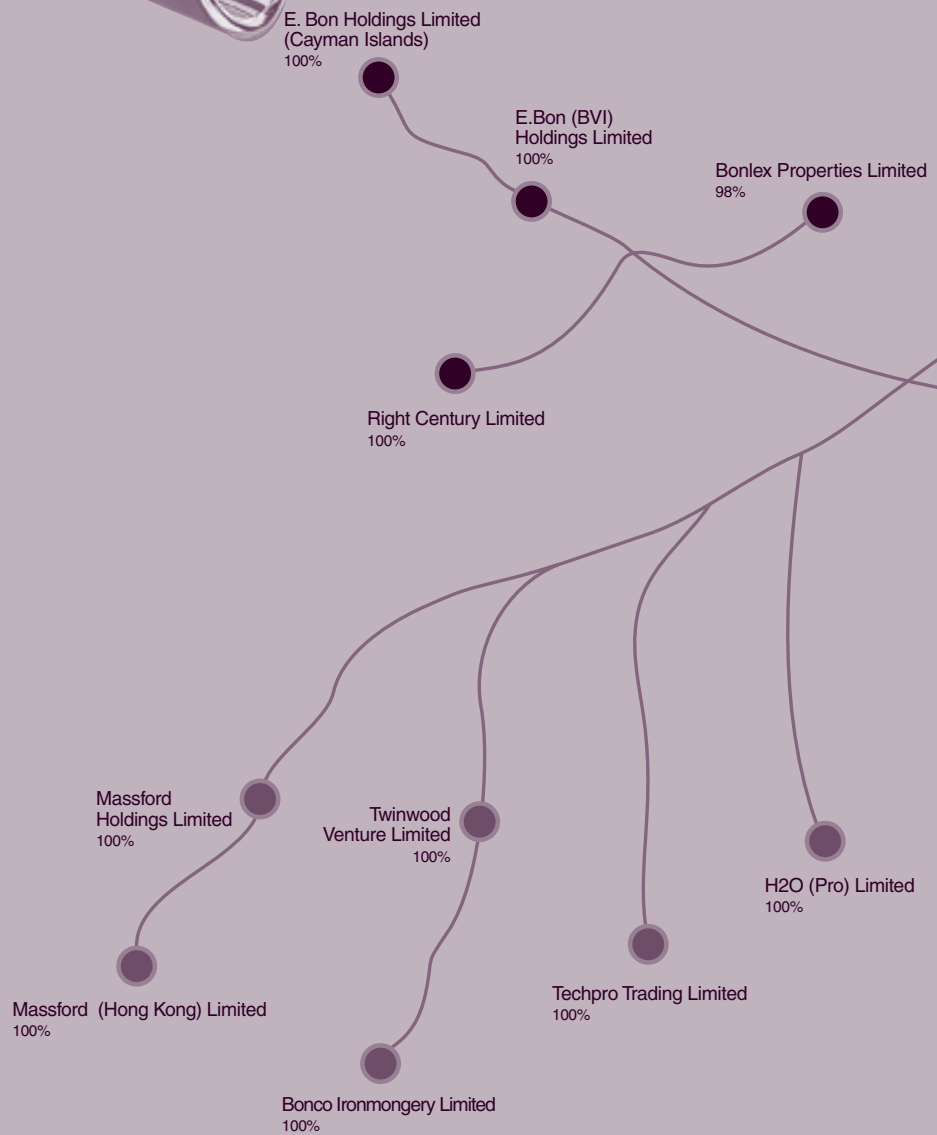 E. Bon Holdings Limited
(Cayman Islands)
100%
E.Bon (BVI)
Holdings Limited
100%
Bonlex Properties Limited
98%
Right Century Limited
100%
Massford
Holdings Limited
100%
Twinwood
Venture Limited
100%
H2O (Pro) Limited
100%
Techpro Trading Limited
100%
Massford (Hong Kong) Limited
100%
Bonco Ironmongery Limited
100%